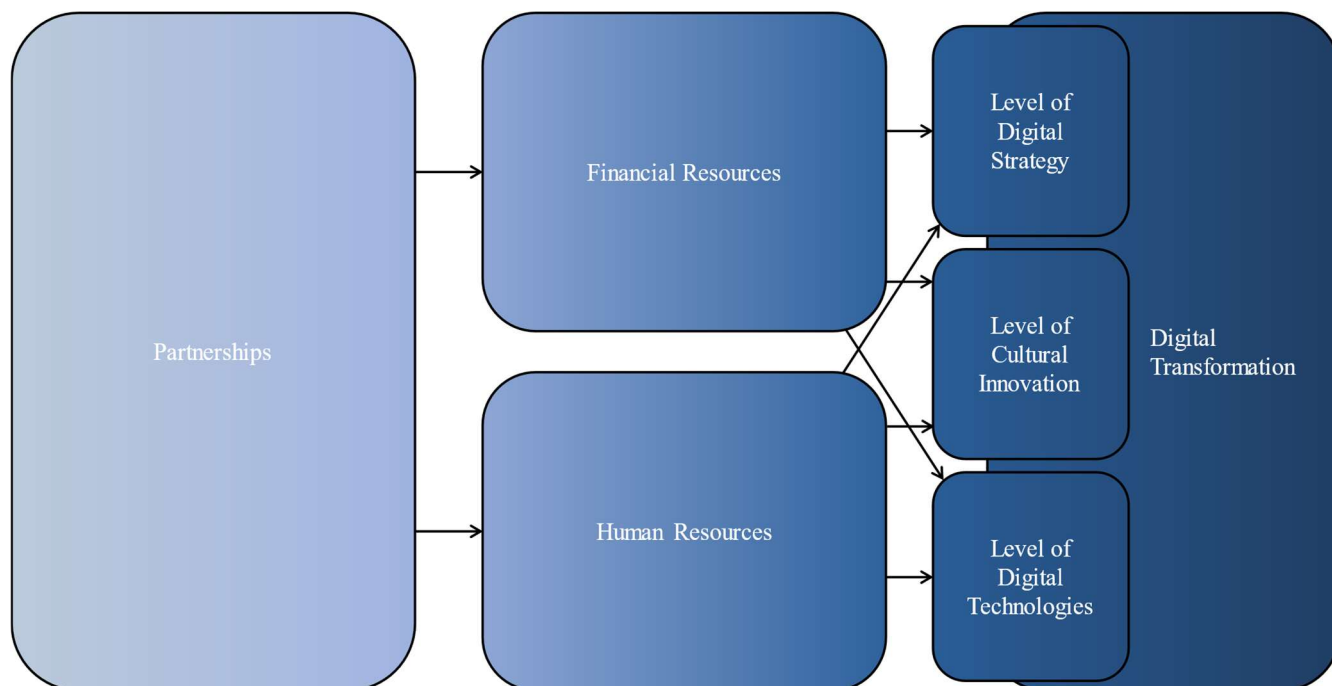 Partnerships
Financial Resources
Human Resources
Level of
Digital
Strategy
Level of
Cultural
Innovation
Level of
Digital
Technologies
Digital
Transformation